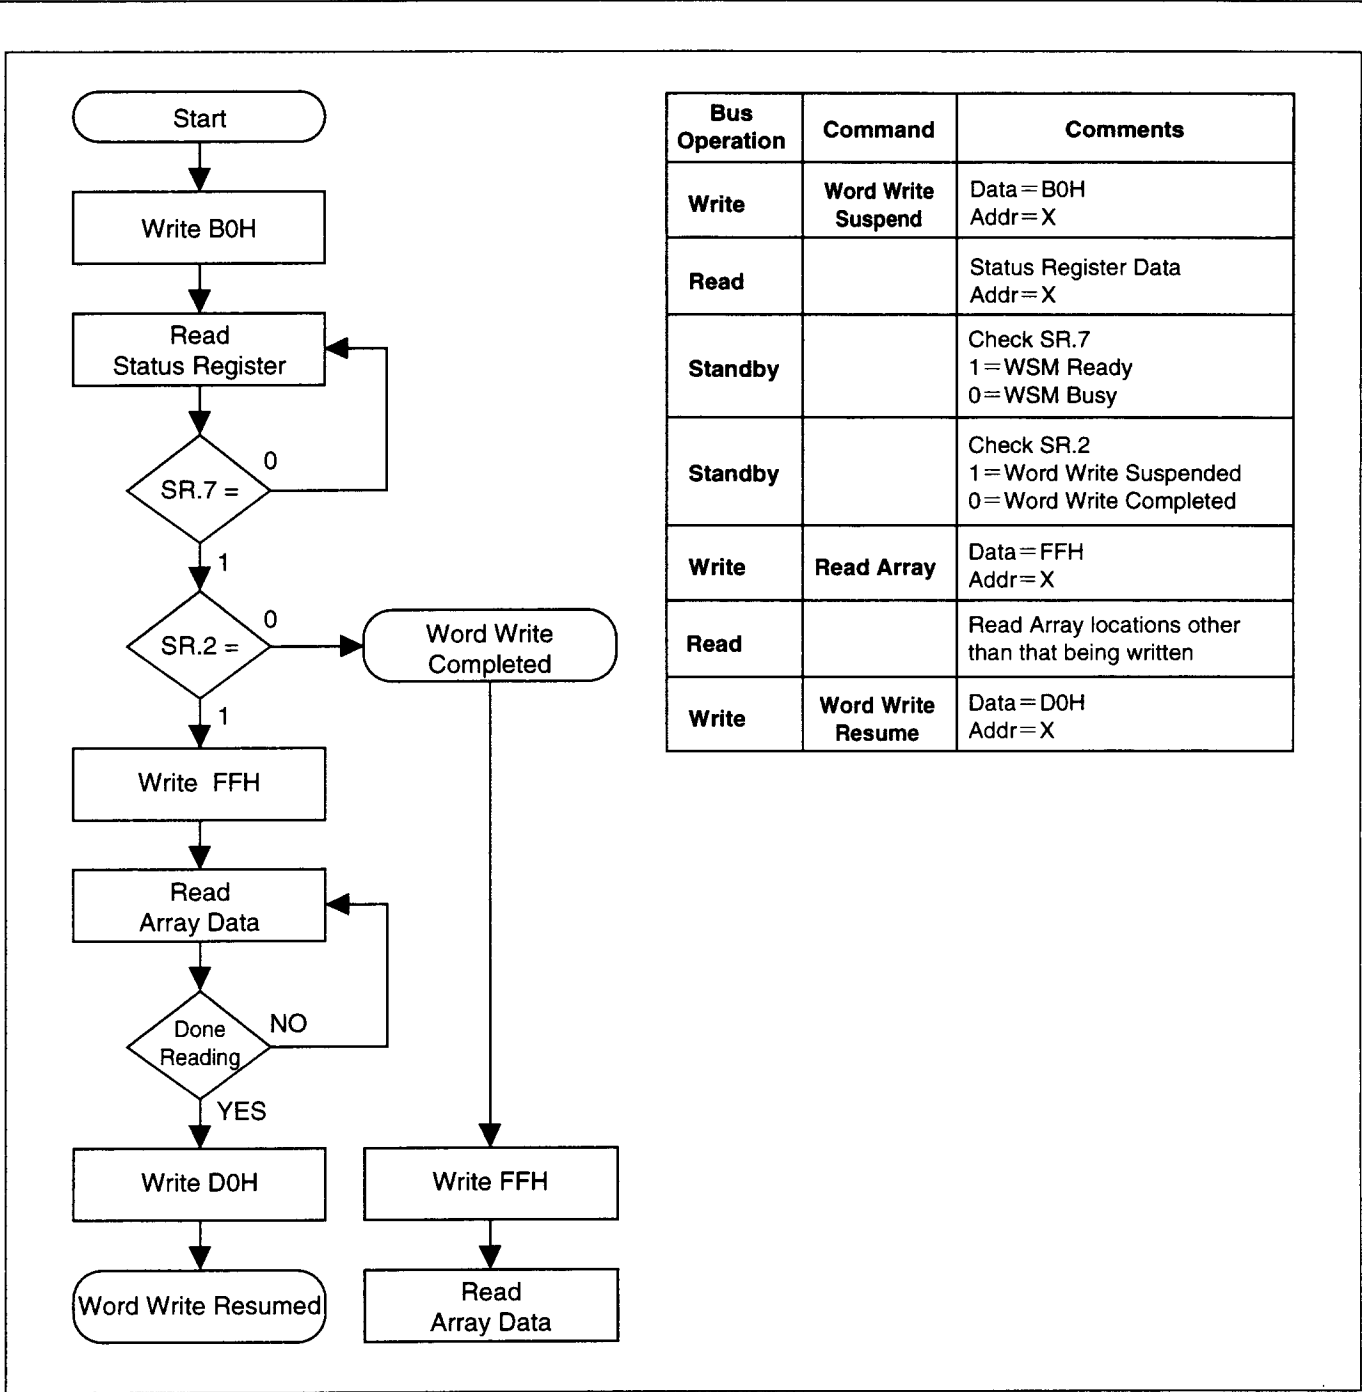 Start
Write B0H
Read
Status Register
0
SR.7 =
1
0
SR.2 =
Word Write
Completed
1
Write FFH
Read
Array Data
Done
Reading
NO
YES
Write D0H
Write FFH
Word Write Resumed
Read
Array Data
Bus
Operation
Command
Comments
Write
Word Write
Suspend
Data=B0H
Addr=X
Read
Status Register Data
Addr=X
Standby
Check SR.7
1=WSM Ready
0=WSM Busy
Standby
Check SR.2
1=Word Write Suspended
0=Word Write Completed
Write
Read Array
Data=FFH
Addr=X
Read
Read Array locations other
than that being written
Write
Word Write
Resume
Data=D0H
Addr=X